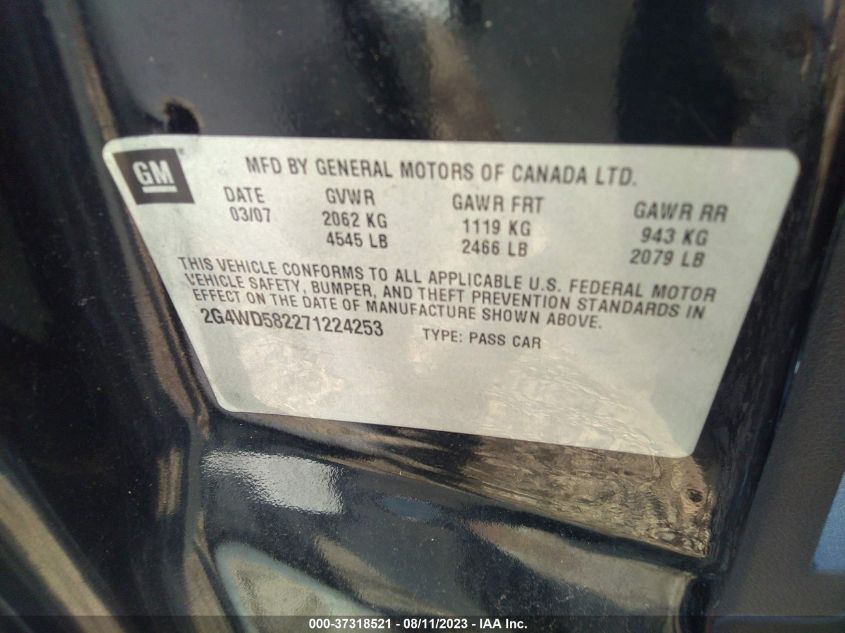 GM
MFD BY GENERAL MOTORS OF CANADA LTD.
DATE GVWR GAWR FRT GAWR RR
03/07 2062 KG 1119 KG 943 KG
4545 LB 2466 LB 2079 LB
THIS VEHICLE CONFORMS TO ALL APPLICABLE U.S. FEDERAL MOTOR
VEHICLE SAFETY, BUMPER, AND THEFT PREVENTION STANDARDS IN
EFFECT ON THE DATE OF MANUFACTURE SHOWN ABOVE.
2G4WD582271224253 TYPE: PASS CAR
000-37318521 - 08/11/2023 - IAA Inc.